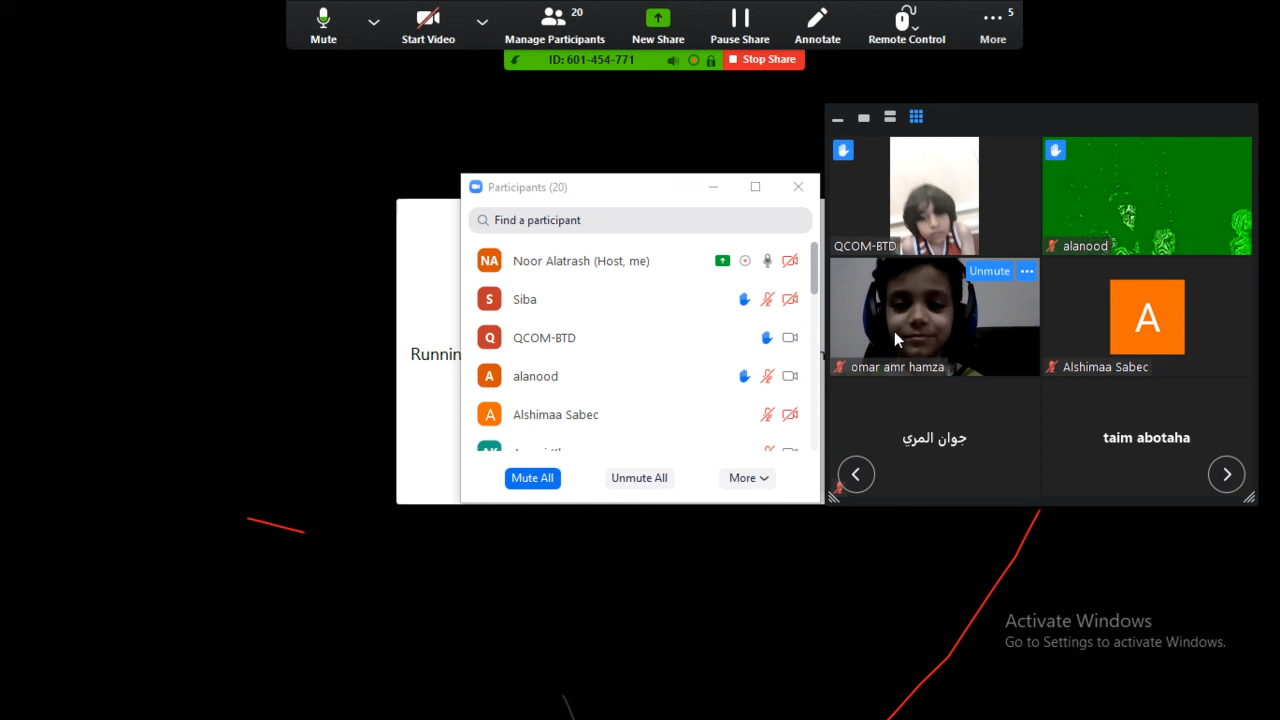 20
5
Mute
Start Video
Manage Participants
New Share
Pause Share
Annotate
Remote Control
More
ID: 601-454-771
Stop Share
Participants (20)
Find a participant
NA Noor Alatrash (Host, me)
S Siba
Q QCOM-BTD
A alanood
A Alshimaa Sabec
Mute All
Unmute All
More
Runnin
QCOM-BTD
alanood
Unmute
omar amr hamza
A
Alshimaa Sabec
جوان المري
taim abotaha
Activate Windows
Go to Settings to activate Windows.